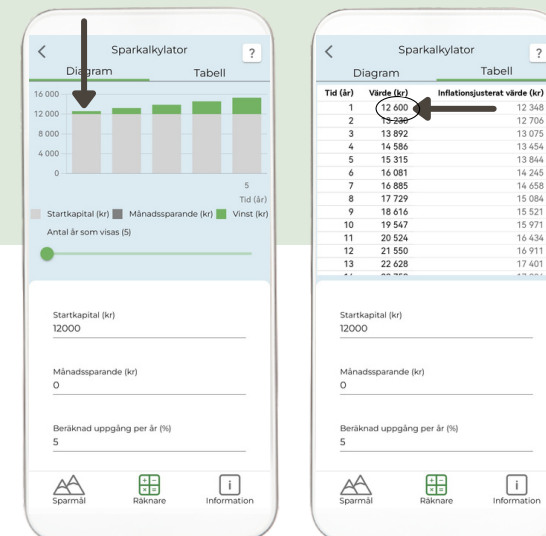 Sparkalkylator
?
Diagram Tabell
16 000
12 000
8 000
4 000
0
5
Tid (år)
Startkapital (kr) Månadssparande (kr) Vinst (kr)
Antal år som visas (5)
Startkapital (kr)
12000
Månadssparande (kr)
0
Beräknad uppgång per år (%)
5
Sparmål Räknare Information
Sparkalkylator
?
Diagram Tabell
Tid (år) Värde (kr) Inflationsjusterat värde (kr)
1 12 600 12 348
2 13 230 12 706
3 13 892 13 075
4 14 586 13 454
5 15 315 13 844
6 16 081 14 245
7 16 885 14 658
8 17 729 15 084
9 18 616 15 521
10 19 547 15 971
11 20 524 16 434
12 21 550 16 911
13 22 628 17 401
Startkapital (kr)
12000
Månadssparande (kr)
0
Beräknad uppgång per år (%)
5
Sparmål Räknare Information